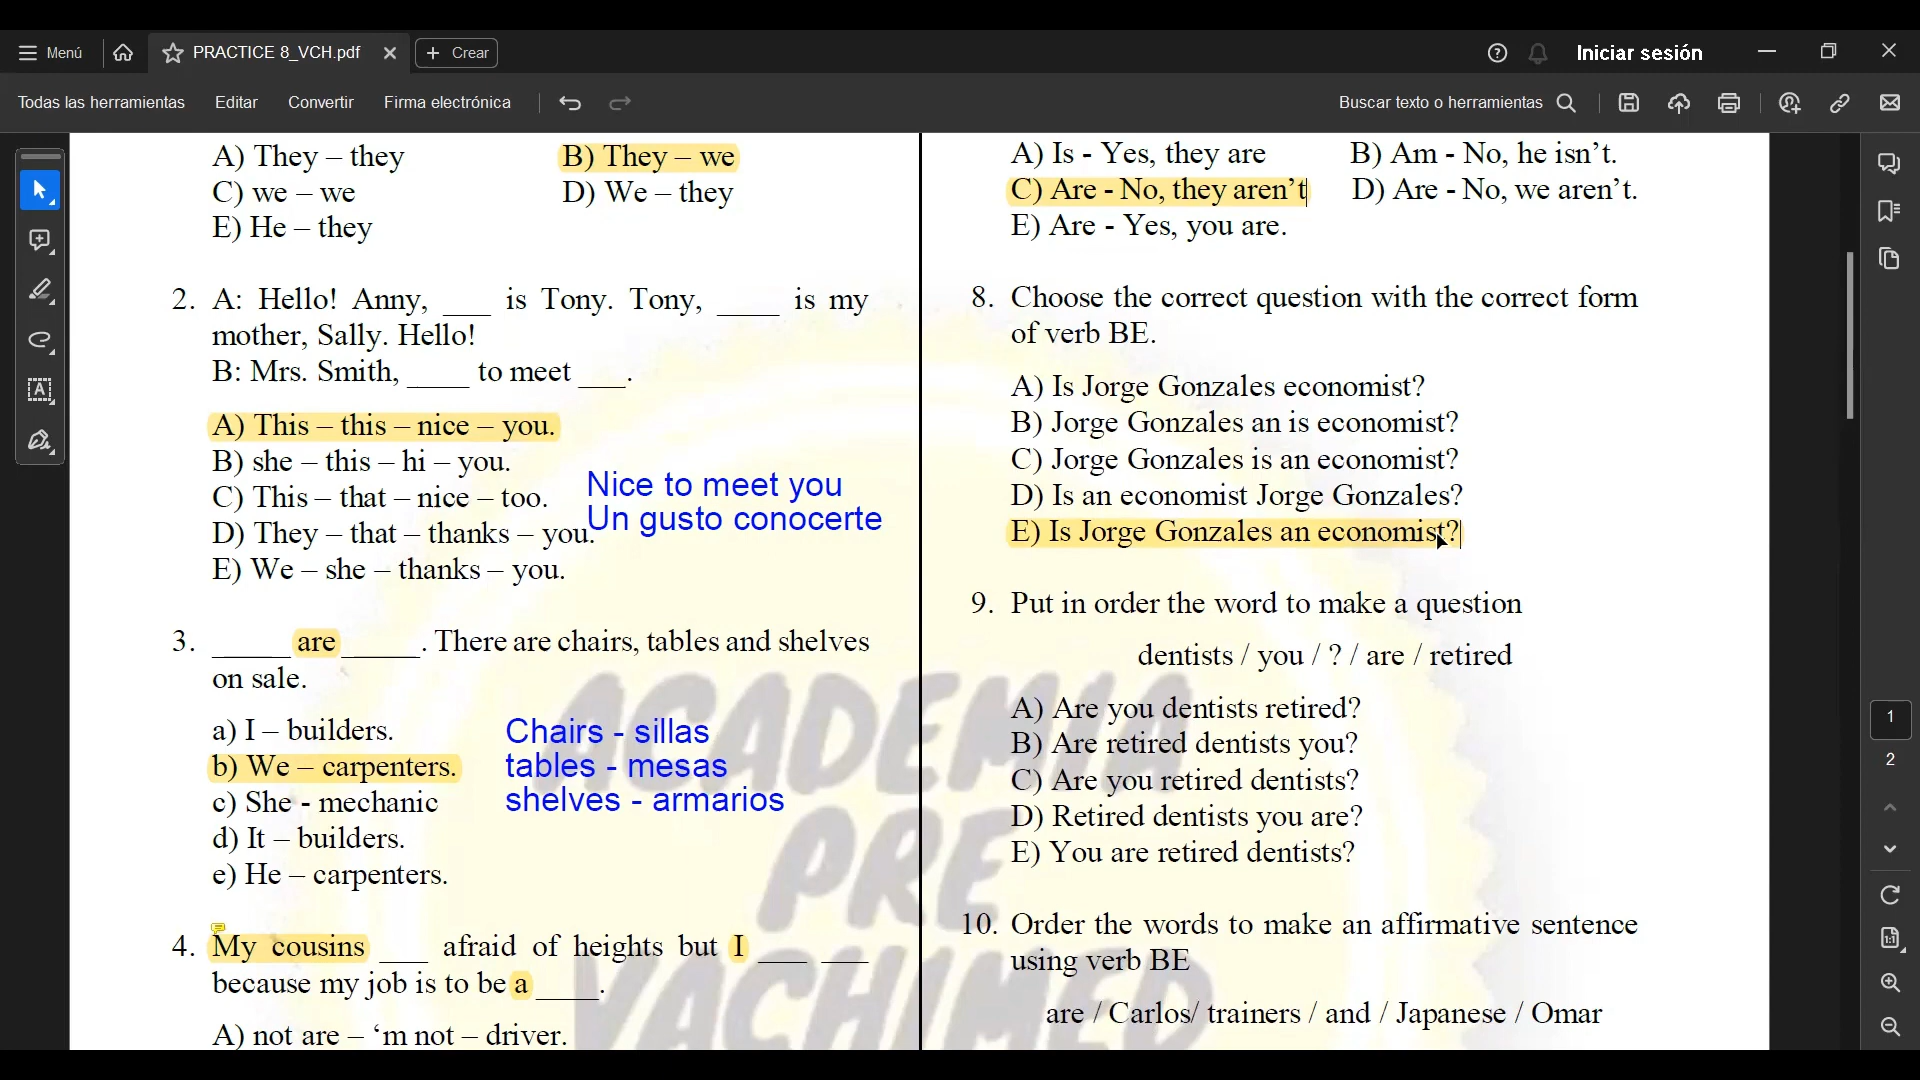 Menú
PRACTICE 8_VCH.pdf
Crear
Iniciar sesión
Todas las herramientas
Editar
Convertir
Firma electrónica
Buscar texto o herramientas
A) They – they
B) They – we
C) we – we
D) We – they
E) He – they
2. A: Hello! Anny, ___ is Tony. Tony, ____ is my
mother, Sally. Hello!
B: Mrs. Smith, ____ to meet ___.
A) This – this – nice – you.
B) she – this – hi – you.
C) This – that – nice – too.
D) They – that – thanks – you.
E) We – she – thanks – you.
Nice to meet you
Un gusto conocerte
3. _____ are _____. There are chairs, tables and shelves
on sale.
a) I – builders.
b) We – carpenters.
c) She - mechanic
d) It – builders.
e) He – carpenters.
Chairs - sillas
tables - mesas
shelves - armarios
4. My cousins ___ afraid of heights but I ___ ___
because my job is to be a ____.
A) not are – ‘m not – driver.
A) Is - Yes, they are
B) Am - No, he isn’t.
C) Are - No, they aren’t
D) Are - No, we aren’t.
E) Are - Yes, you are.
8. Choose the correct question with the correct form
of verb BE.
A) Is Jorge Gonzales economist?
B) Jorge Gonzales an is economist?
C) Jorge Gonzales is an economist?
D) Is an economist Jorge Gonzales?
E) Is Jorge Gonzales an economist?
9. Put in order the word to make a question
dentists / you / ? / are / retired
A) Are you dentists retired?
B) Are retired dentists you?
C) Are you retired dentists?
D) Retired dentists you are?
E) You are retired dentists?
10. Order the words to make an affirmative sentence
using verb BE
are / Carlos/ trainers / and / Japanese / Omar
ACADEMIA
PRE
VACHIMED
1
2